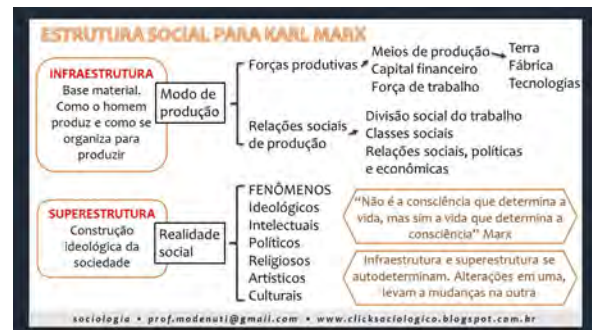 ESTRUTURA SOCIAL PARA KARL MARX
INFRAESTRUTURA
Base material.
Como o homem
produz e como se
organiza para
produzir
Modo de
produção
Forças produtivas
Meios de produção
Capital financeiro
Força de trabalho
Terra
Fábrica
Tecnologias
Relações sociais
de produção
Divisão social do trabalho
Classes sociais
Relações sociais, políticas
e econômicas
SUPERESTRUTURA
Construção
ideológica da
sociedade
Realidade
social
FENÔMENOS
Ideológicos
Intelectuais
Políticos
Religiosos
Artísticos
Culturais
"Não é a consciência que determina a
vida, mas sim a vida que determina a
consciência" Marx
Infraestrutura e superestrutura se
autodeterminam. Alterações em uma,
levam a mudanças na outra
sociologia • prof.modenuti@gmail.com • www.clicksociologico.blogspot.com.br